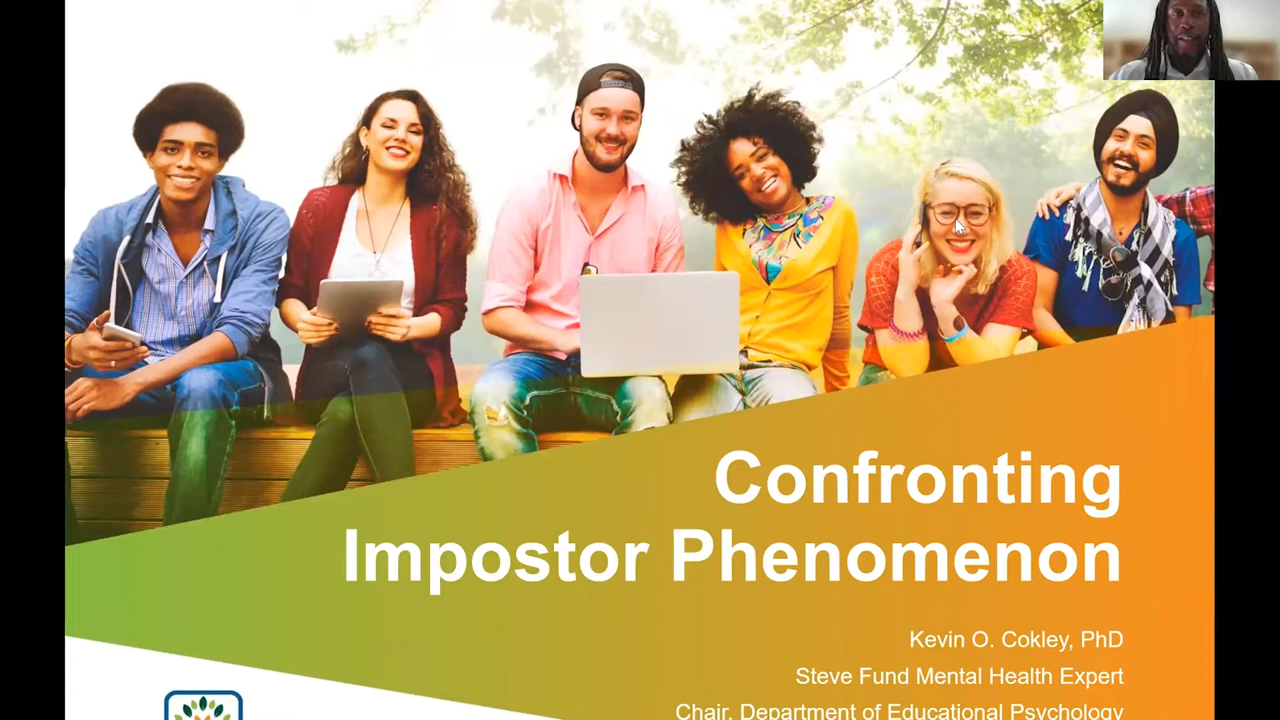 Confronting
Impostor Phenomenon
Kevin O. Cokley, PhD
Steve Fund Mental Health Expert
Chair, Department of Educational Psychology